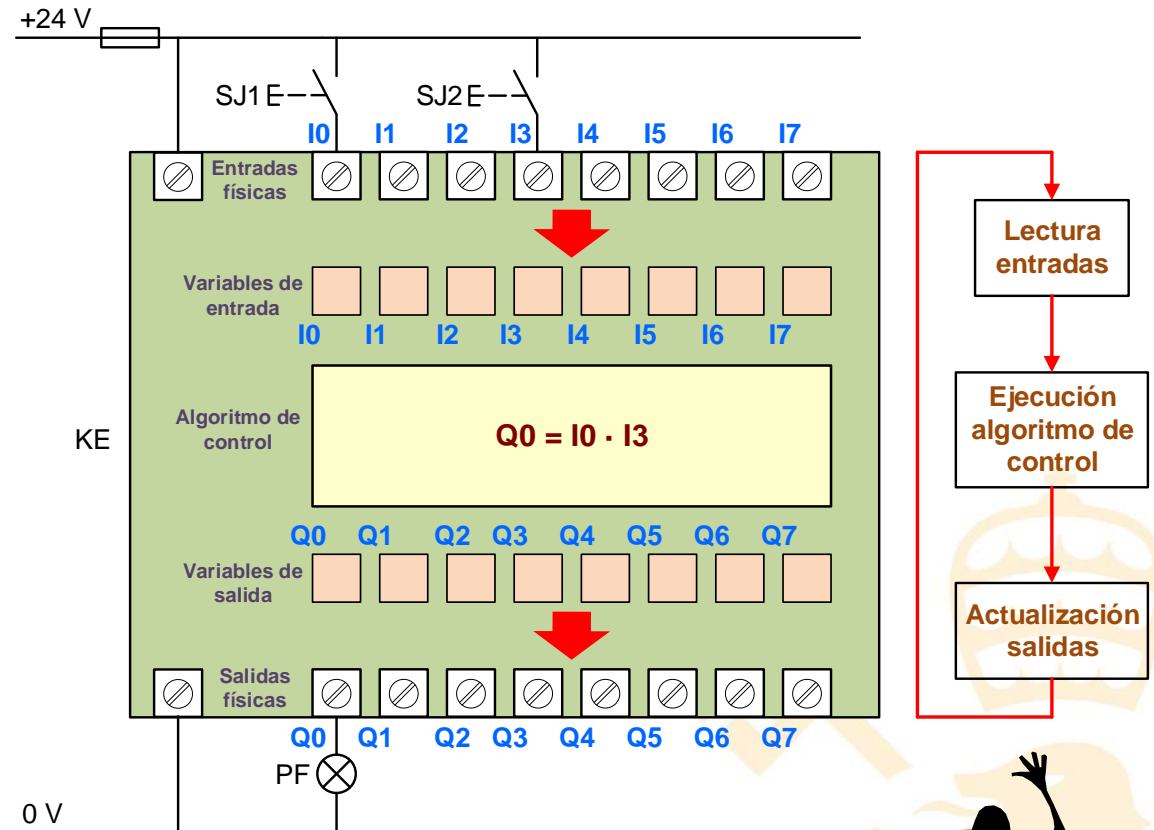 +24 V
SJ1
SJ2
I0 I1 I2 I3 I4 I5 I6 I7
Entradas
físicas
Lectura
entradas
Variables de
entrada
I0 I1 I2 I3 I4 I5 I6 I7
KE
Algoritmo de
control
Q0 = I0 · I3
Ejecución
algoritmo de
control
Q0 Q1 Q2 Q3 Q4 Q5 Q6 Q7
Variables de
salida
Actualización
salidas
Salidas
físicas
Q0 Q1 Q2 Q3 Q4 Q5 Q6 Q7
PF
0 V